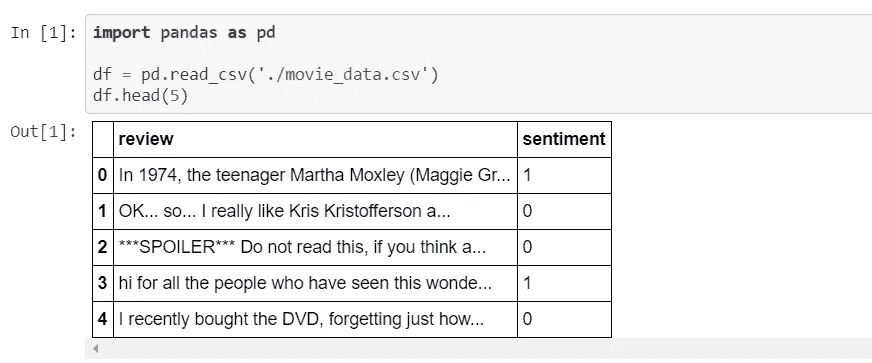 In [1]: import pandas as pd
df = pd.read_csv('./movie_data.csv')
df.head(5)
Out[1]:
review sentiment
0 In 1974, the teenager Martha Moxley (Maggie Gr... 1
1 OK... so... I really like Kris Kristofferson a... 0
2 ***SPOILER*** Do not read this, if you think a... 0
3 hi for all the people who have seen this wonde... 1
4 I recently bought the DVD, forgetting just how... 0